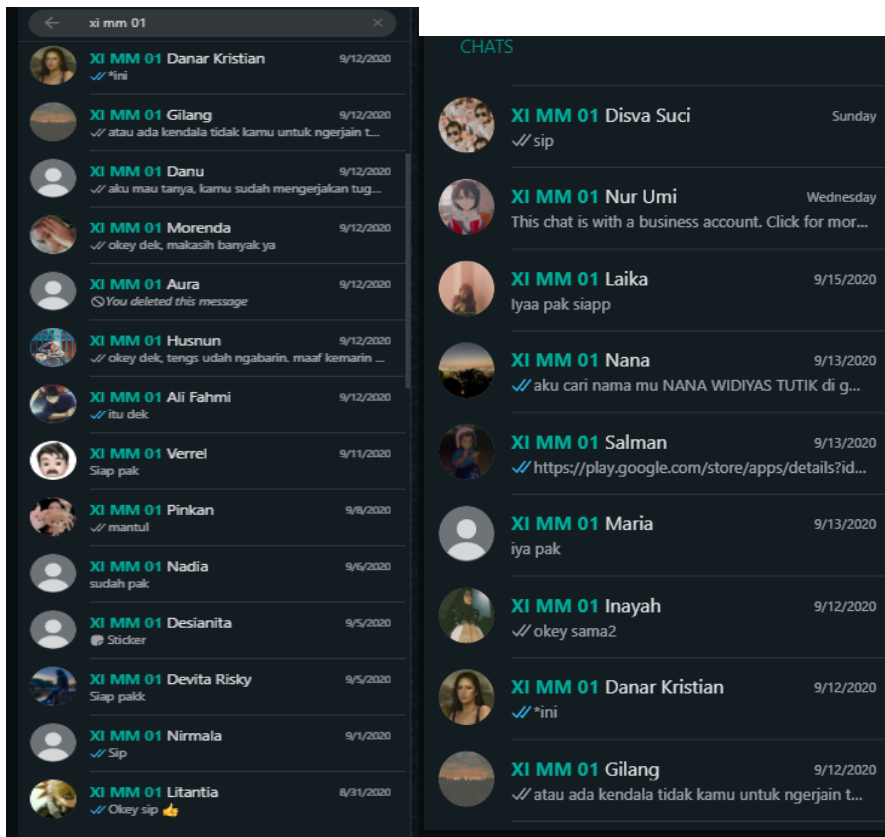 xi mm 01
XI MM 01 Danar Kristian 9/12/2020
*ini
XI MM 01 Gilang 9/12/2020
atau ada kendala tidak kamu untuk ngerjain t...
XI MM 01 Danu 9/12/2020
aku mau tanya, kamu sudah mengerjakan tug...
XI MM 01 Morenda 9/12/2020
okey dek, makasih banyak ya
XI MM 01 Aura 9/12/2020
You deleted this message
XI MM 01 Husnun 9/12/2020
okey dek, tengs udah ngabarin. maaf kemarin ...
XI MM 01 Ali Fahmi 9/12/2020
itu dek
XI MM 01 Verrel 9/11/2020
Siap pak
XI MM 01 Pinkan 9/8/2020
mantul
XI MM 01 Nadia 9/6/2020
sudah pak
XI MM 01 Desianita 9/5/2020
Sticker
XI MM 01 Devita Risky 9/5/2020
Siap pakk
XI MM 01 Nirmala 9/1/2020
Sip
XI MM 01 Litantia 8/31/2020
Okey sip 👍
CHATS
XI MM 01 Disva Suci Sunday
sip
XI MM 01 Nur Umi Wednesday
This chat is with a business account. Click for mor...
XI MM 01 Laika 9/15/2020
Iyaa pak siapp
XI MM 01 Nana 9/13/2020
aku cari nama mu NANA WIDIYAS TUTIK di g...
XI MM 01 Salman 9/13/2020
https://play.google.com/store/apps/details?id...
XI MM 01 Maria 9/13/2020
iya pak
XI MM 01 Inayah 9/12/2020
okey sama2
XI MM 01 Danar Kristian 9/12/2020
*ini
XI MM 01 Gilang 9/12/2020
atau ada kendala tidak kamu untuk ngerjain t...